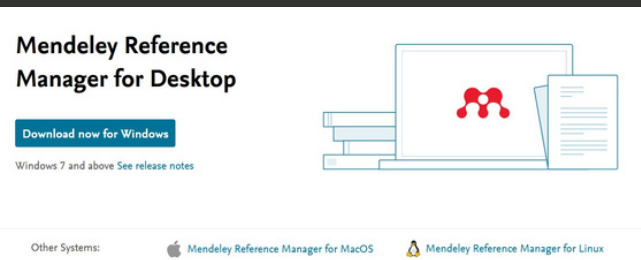 Mendeley Reference
Manager for Desktop
Download now for Windows
Windows 7 and above See release notes
Other Systems:
Mendeley Reference Manager for MacOS
Mendeley Reference Manager for Linux